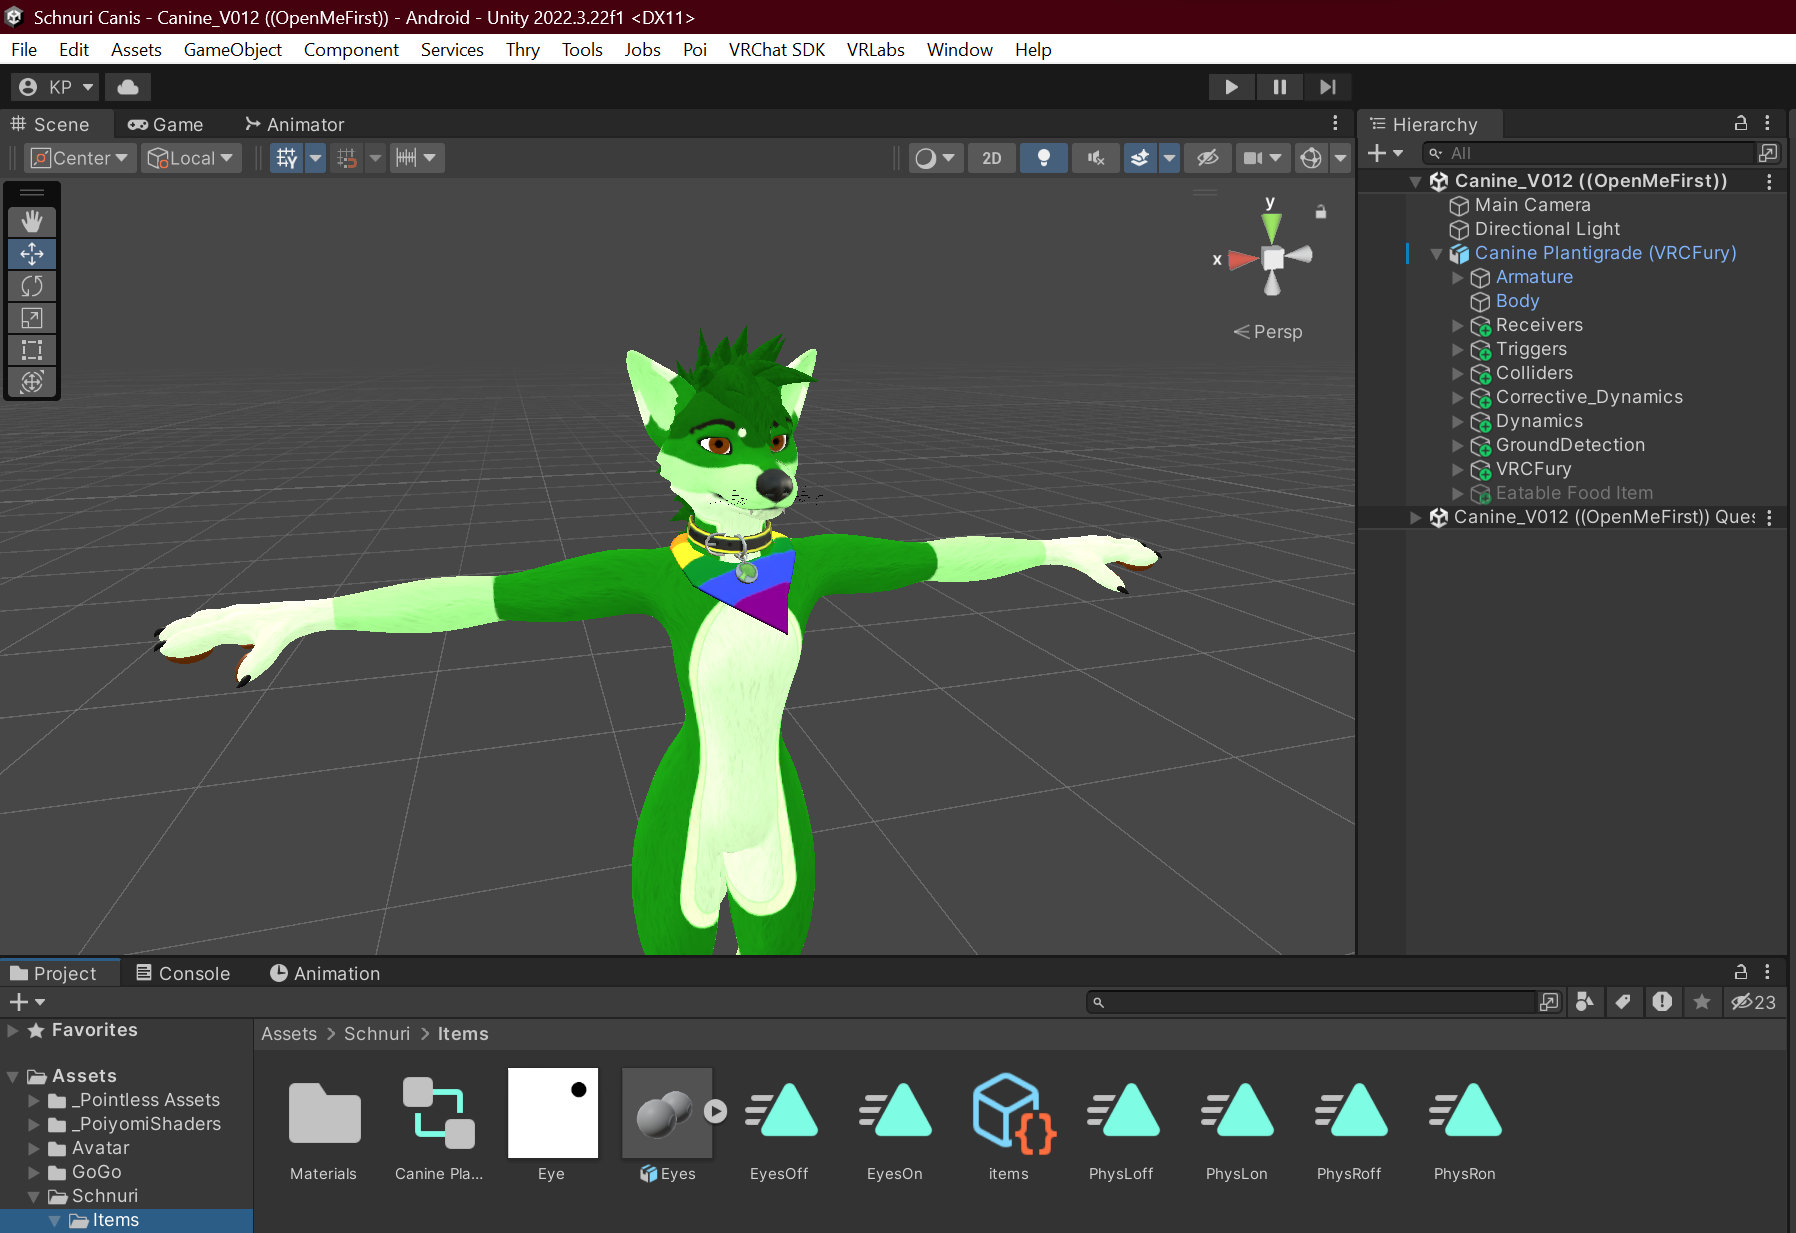 Schnuri Canis - Canine_V012 ((OpenMeFirst)) - Android - Unity 2022.3.22f1 <DX11>
File Edit Assets GameObject Component Services Thry Tools Jobs Poi VRChat SDK VRLabs Window Help
KP
Scene Game Animator
Center Local 2D
y
x
Persp
Hierarchy
All
Canine_V012 ((OpenMeFirst))
Main Camera
Directional Light
Canine Plantigrade (VRCFury)
Armature
Body
Receivers
Triggers
Colliders
Corrective_Dynamics
Dynamics
GroundDetection
VRCFury
Eatable Food Item
Canine_V012 ((OpenMeFirst)) Ques
Project Console Animation
23
Favorites
Assets
_Pointless Assets
_PoiyomiShaders
Avatar
GoGo
Schnuri
Items
Assets > Schnuri > Items
Materials
Canine Pla...
Eye
Eyes
EyesOff
EyesOn
items
PhysLoff
PhysLon
PhysRoff
PhysRon